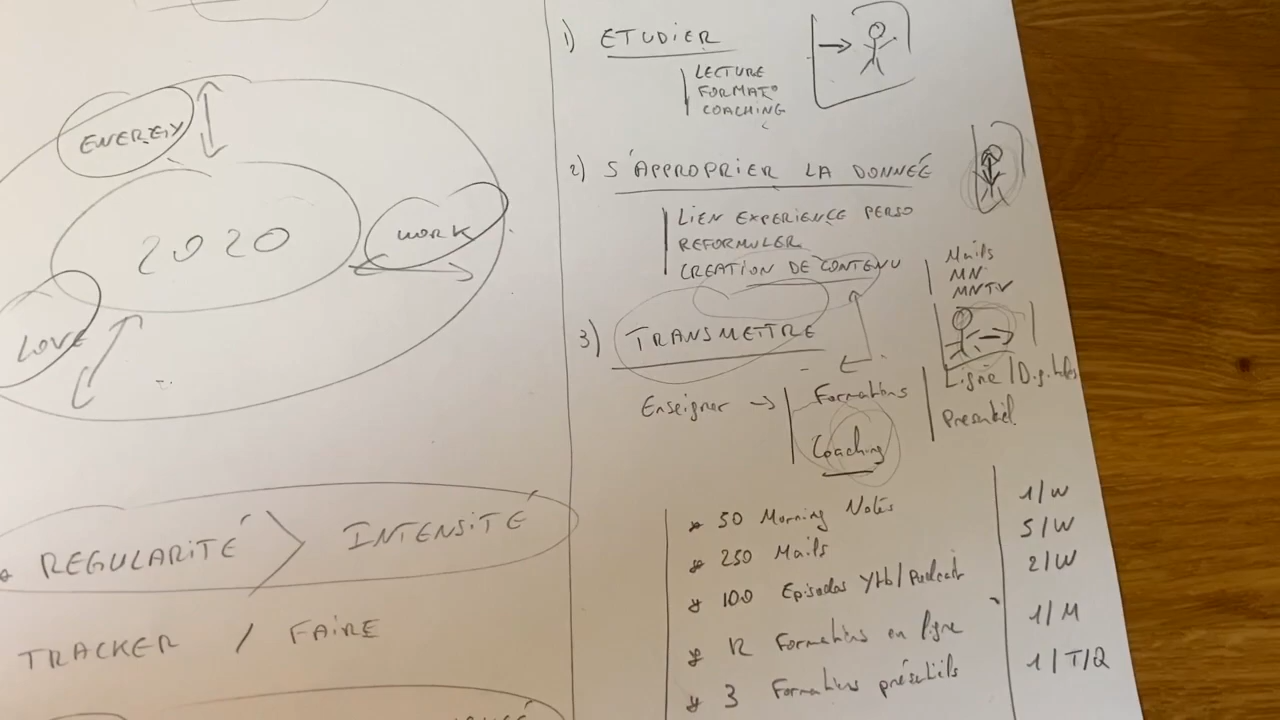 ENERGY
2020
WORK
LOVE
REGULARITÉ > INTENSITÉ
TRACKER / FAIRE
1) ETUDIER
LECTURE
FORMAT°
COACHING
2) S'APPROPRIER LA DONNÉE
LIEN EXPERIENCE PERSO
REFORMULER
CREATION DE CONTENU
Mails
MN
MNTV
3) TRANSMETTRE
Enseigner → Formations
Coaching
Ligne / Digitales
Présentiel
50 Morning Notes 1/W
250 Mails 5/W
100 Episodes Ytb/Podcast 2/W
12 Formations en ligne 1/M
3 Formations présentiels 1/T/Q